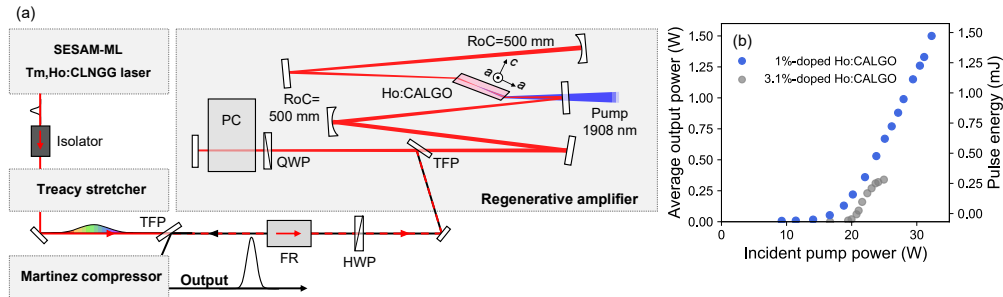 (a)
SESAM-ML
Tm,Ho:CLNGG laser
Isolator
Treacy stretcher
TFP
Martinez compressor
Output
FR
HWP
RoC=500 mm
RoC=
500 mm
Ho:CALGO
c
a
a
Pump
1908 nm
PC
QWP
TFP
Regenerative amplifier
(b)
1%-doped Ho:CALGO
3.1%-doped Ho:CALGO
Average output power (W)
1.50
1.25
1.00
0.75
0.50
0.25
0.00
Pulse energy (mJ)
1.50
1.25
1.00
0.75
0.50
0.25
0.00
0
10
20
30
Incident pump power (W)